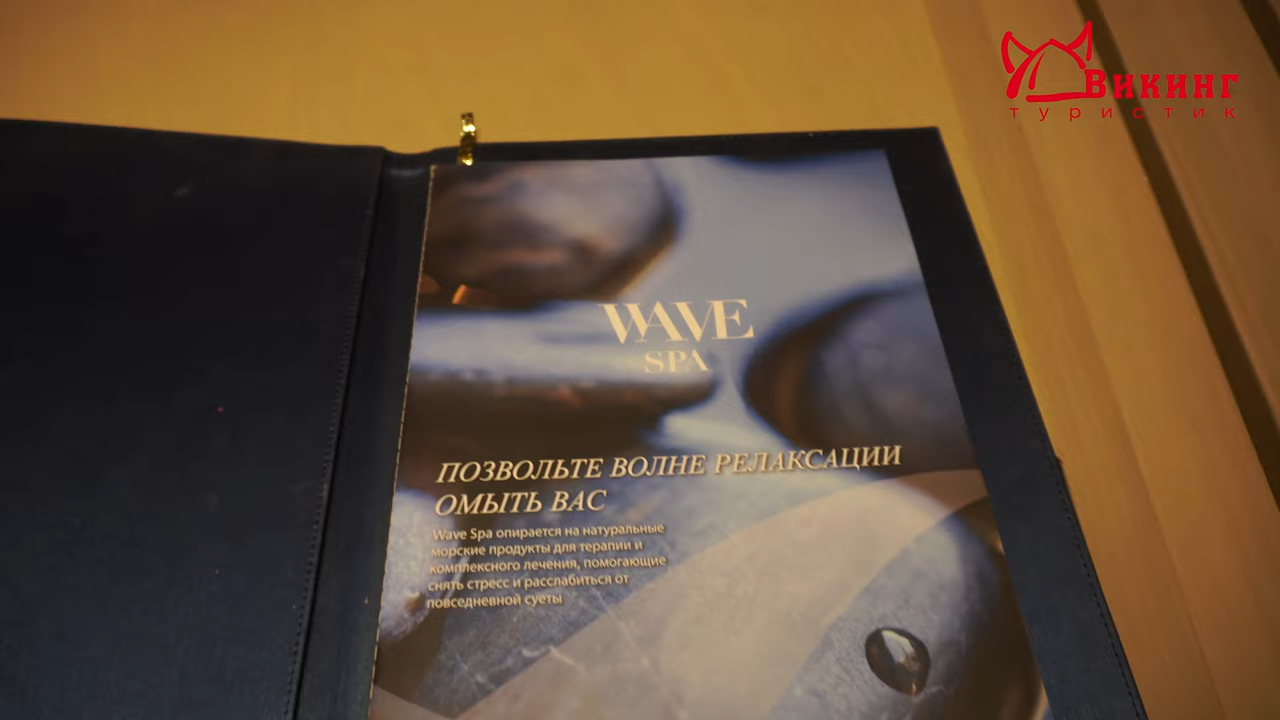 Викинг
туристик
WAVE
SPA
ПОЗВОЛЬТЕ ВОЛНЕ РЕЛАКСАЦИИ
ОМЫТЬ ВАС
Wave Spa опирается на натуральные
морские продукты для терапии и
комплексного лечения, помогающие
снять стресс и расслабиться от
повседневной суеты